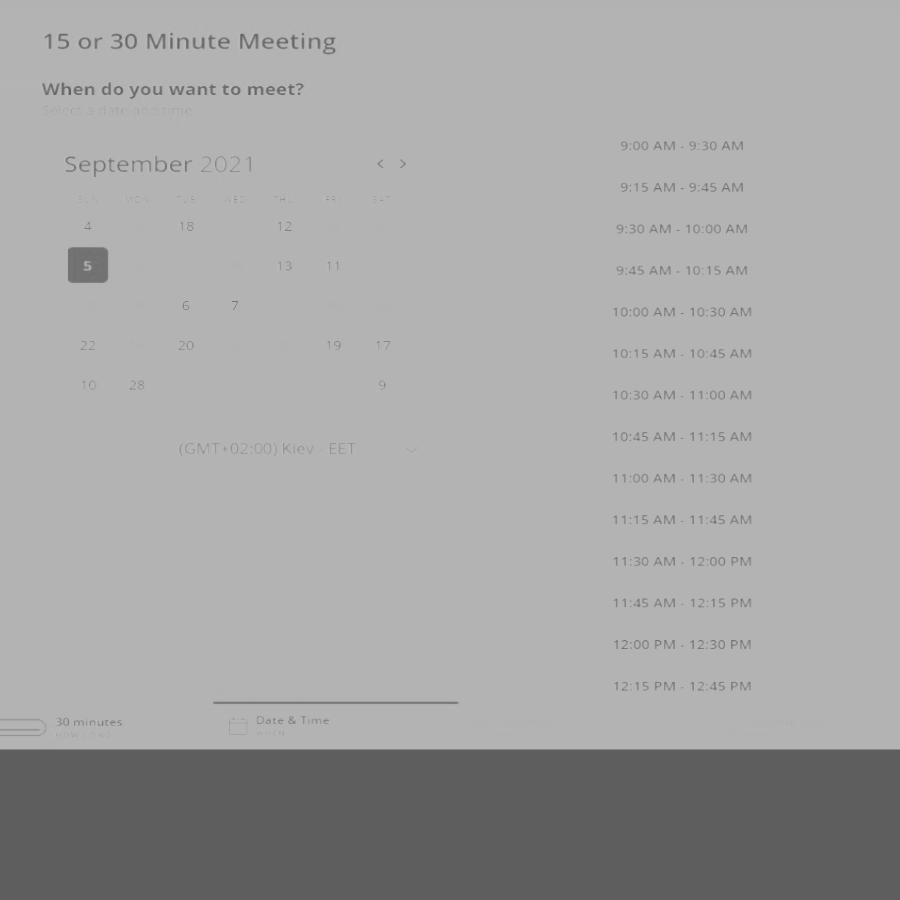 15 or 30 Minute Meeting
When do you want to meet?
Select a date and time
September 2021
SUN MON TUE WED THU FRI SAT
4 18 12
5 13 11
6 7
22 20 19 17
10 28 9
(GMT+02:00) Kiev - EET
9:00 AM - 9:30 AM
9:15 AM - 9:45 AM
9:30 AM - 10:00 AM
9:45 AM - 10:15 AM
10:00 AM - 10:30 AM
10:15 AM - 10:45 AM
10:30 AM - 11:00 AM
10:45 AM - 11:15 AM
11:00 AM - 11:30 AM
11:15 AM - 11:45 AM
11:30 AM - 12:00 PM
11:45 AM - 12:15 PM
12:00 PM - 12:30 PM
12:15 PM - 12:45 PM
30 minutes
HOW LONG
Date & Time
WHEN